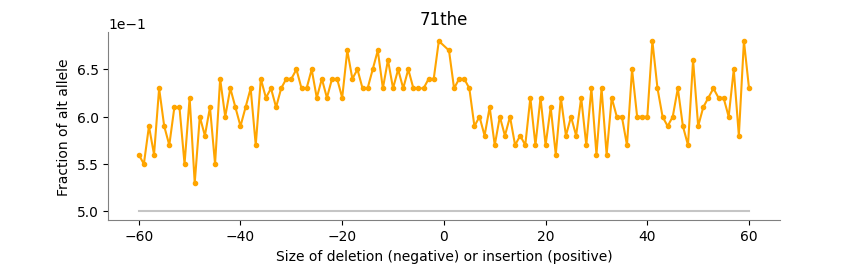 71the
1e−1
Fraction of alt allele
6.5
6.0
5.5
5.0
−60 −40 −20 0 20 40 60
Size of deletion (negative) or insertion (positive)